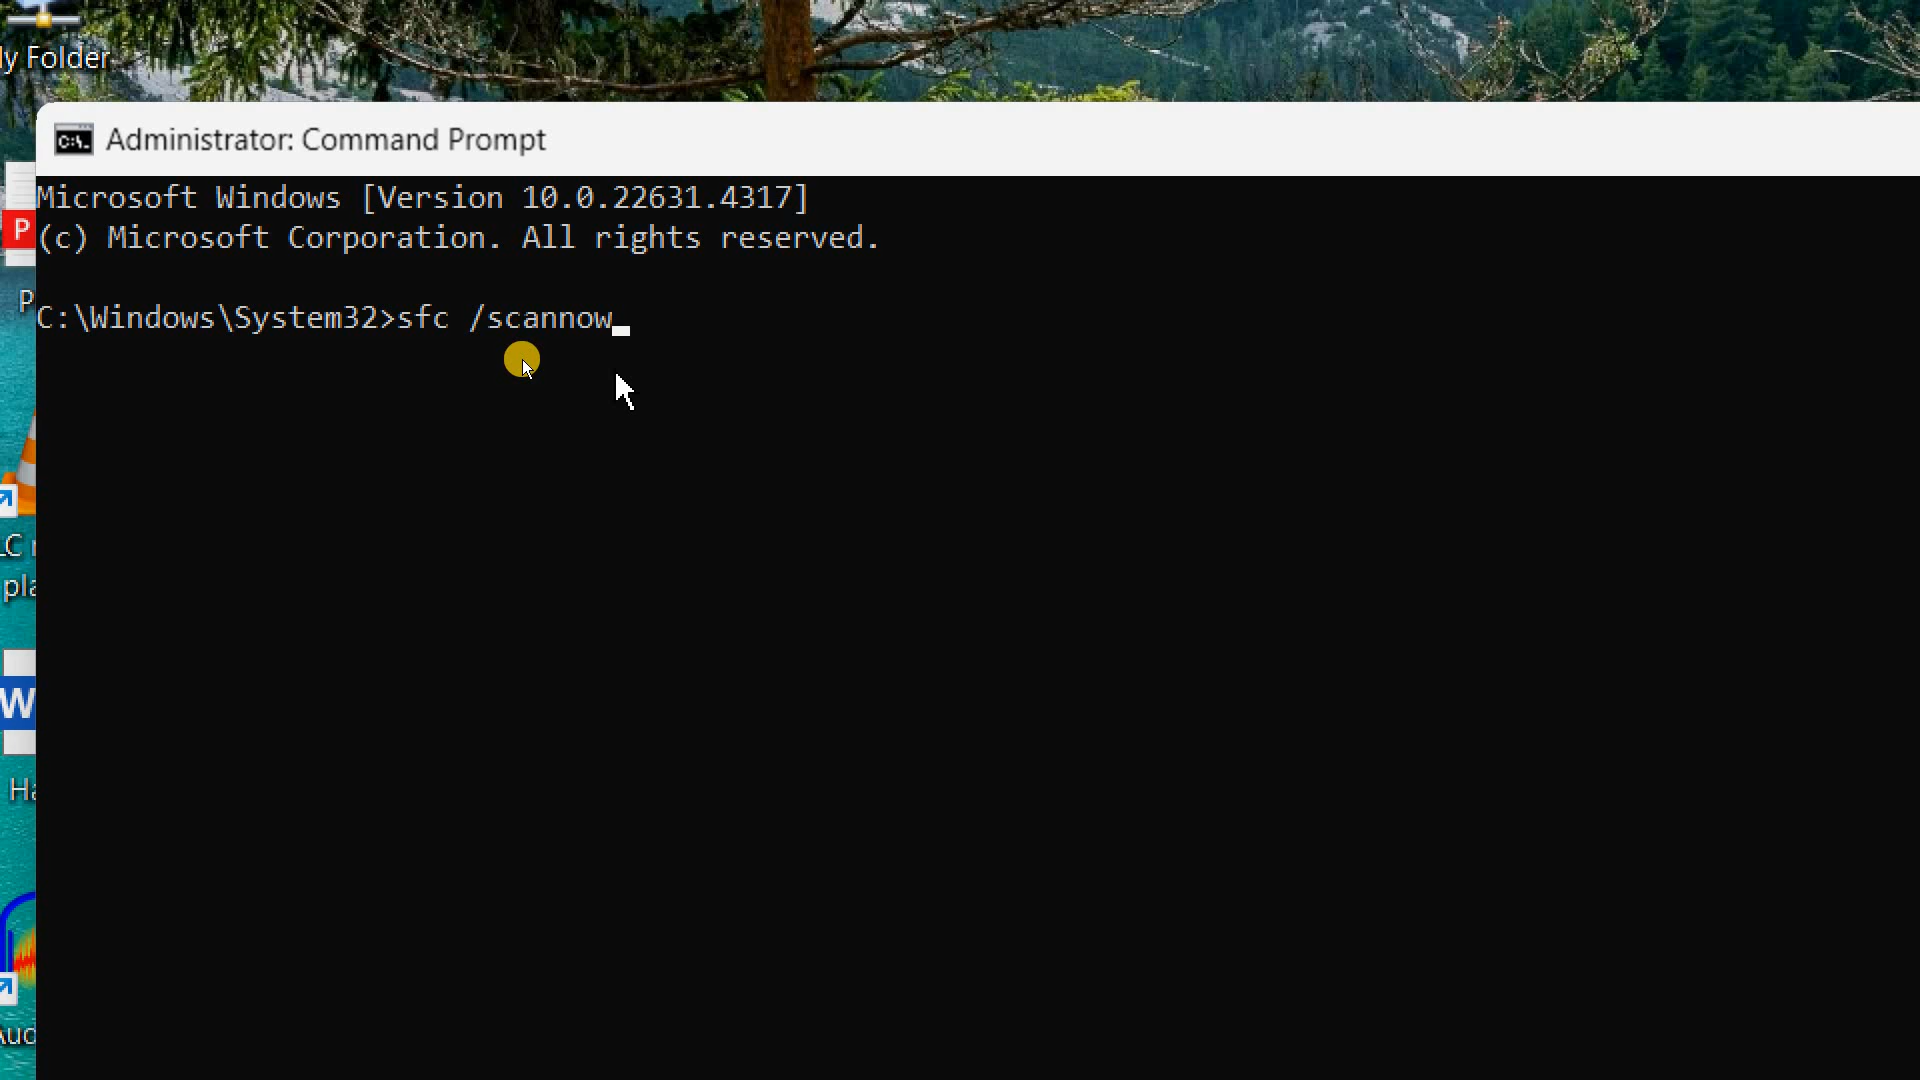 Folder
Administrator: Command Prompt
Microsoft Windows [Version 10.0.22631.4317]
(c) Microsoft Corporation. All rights reserved.
C:\Windows\System32>sfc /scannow
P
P
W